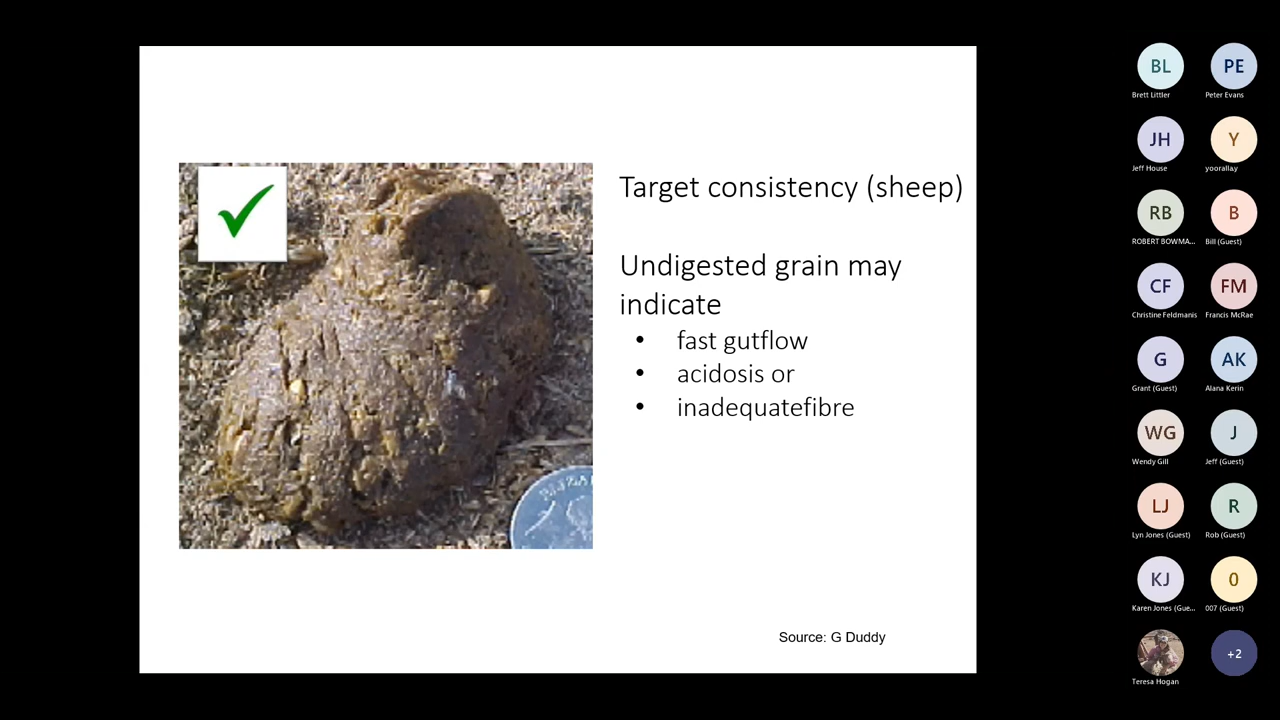 Target consistency (sheep)
Undigested grain may
indicate
• fast gutflow
• acidosis or
• inadequatefibre
Source: G Duddy
BL
Brett Littler
PE
Peter Evans
JH
Jeff House
Y
yoorallay
RB
ROBERT BOWMA...
B
Bill (Guest)
CF
Christine Feldmanis
FM
Francis McRae
G
Grant (Guest)
AK
Alana Kerin
WG
Wendy Gill
J
Jeff (Guest)
LJ
Lyn Jones (Guest)
R
Rob (Guest)
KJ
Karen Jones (Gue...
0
007 (Guest)
Teresa Hogan
+2